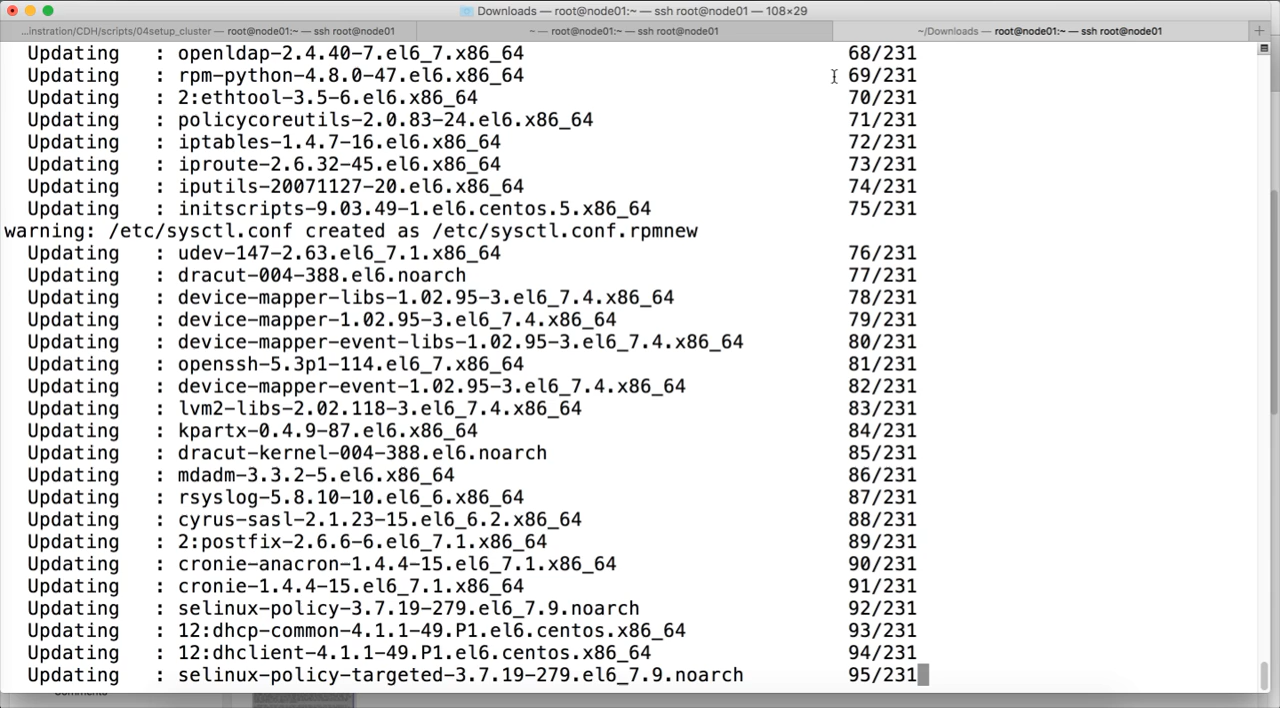 Downloads — root@node01:~ — ssh root@node01 — 108×29
...instration/CDH/scripts/04setup_cluster — root@node01:~ — ssh root@node01
~ — root@node01:~ — ssh root@node01
~/Downloads — root@node01:~ — ssh root@node01
Updating : openldap-2.4.40-7.el6_7.x86_64 68/231
Updating : rpm-python-4.8.0-47.el6.x86_64 69/231
Updating : 2:ethtool-3.5-6.el6.x86_64 70/231
Updating : policycoreutils-2.0.83-24.el6.x86_64 71/231
Updating : iptables-1.4.7-16.el6.x86_64 72/231
Updating : iproute-2.6.32-45.el6.x86_64 73/231
Updating : iputils-20071127-20.el6.x86_64 74/231
Updating : initscripts-9.03.49-1.el6.centos.5.x86_64 75/231
warning: /etc/sysctl.conf created as /etc/sysctl.conf.rpmnew
Updating : udev-147-2.63.el6_7.1.x86_64 76/231
Updating : dracut-004-388.el6.noarch 77/231
Updating : device-mapper-libs-1.02.95-3.el6_7.4.x86_64 78/231
Updating : device-mapper-1.02.95-3.el6_7.4.x86_64 79/231
Updating : device-mapper-event-libs-1.02.95-3.el6_7.4.x86_64 80/231
Updating : openssh-5.3p1-114.el6_7.x86_64 81/231
Updating : device-mapper-event-1.02.95-3.el6_7.4.x86_64 82/231
Updating : lvm2-libs-2.02.118-3.el6_7.4.x86_64 83/231
Updating : kpartx-0.4.9-87.el6.x86_64 84/231
Updating : dracut-kernel-004-388.el6.noarch 85/231
Updating : mdadm-3.3.2-5.el6.x86_64 86/231
Updating : rsyslog-5.8.10-10.el6_6.x86_64 87/231
Updating : cyrus-sasl-2.1.23-15.el6_6.2.x86_64 88/231
Updating : 2:postfix-2.6.6-6.el6_7.1.x86_64 89/231
Updating : cronie-anacron-1.4.4-15.el6_7.1.x86_64 90/231
Updating : cronie-1.4.4-15.el6_7.1.x86_64 91/231
Updating : selinux-policy-3.7.19-279.el6_7.9.noarch 92/231
Updating : 12:dhcp-common-4.1.1-49.P1.el6.centos.x86_64 93/231
Updating : 12:dhclient-4.1.1-49.P1.el6.centos.x86_64 94/231
Updating : selinux-policy-targeted-3.7.19-279.el6_7.9.noarch 95/231
Comments